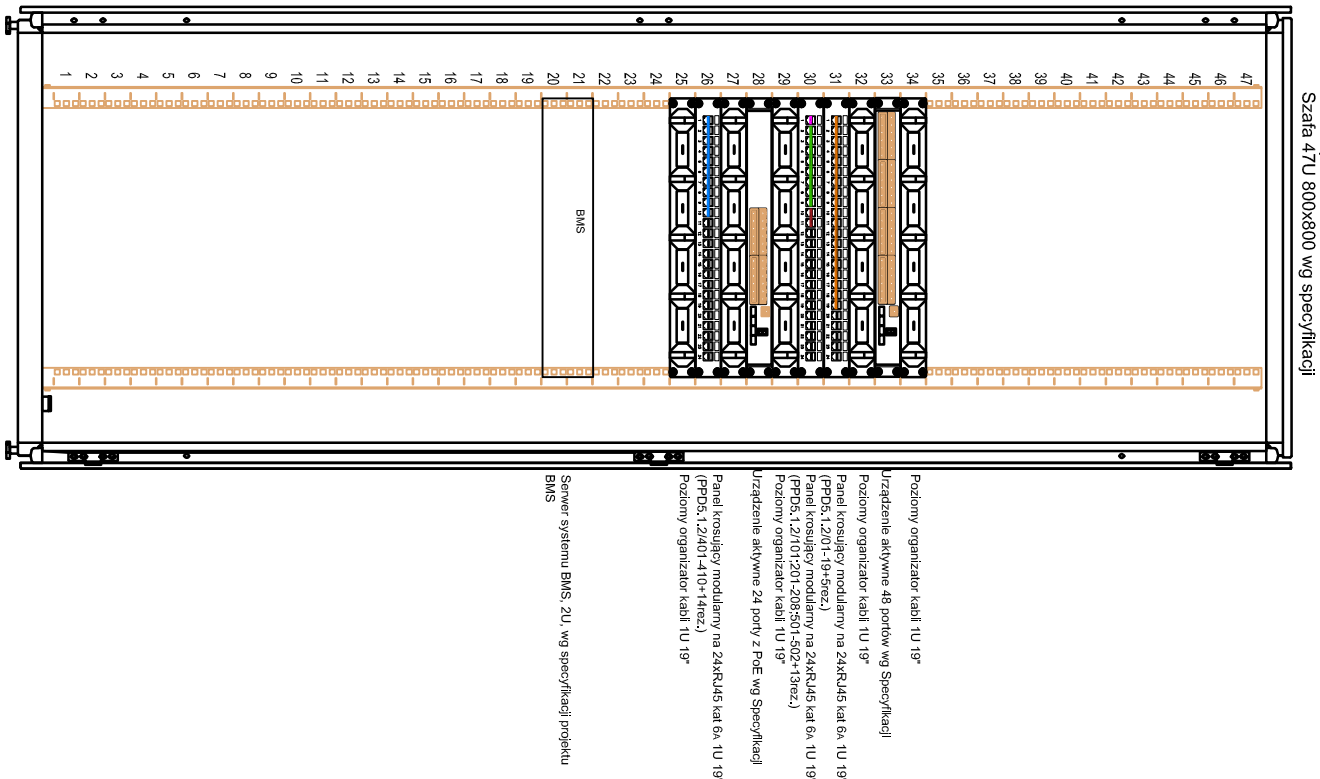 Szafa 47U 800x800 wg specyfikacji
47
46
45
44
43
42
41
40
39
38
37
36
35
34
33
32
31
30
29
28
27
26
25
24
23
22
21
20
19
18
17
16
15
14
13
12
11
10
9
8
7
6
5
4
3
2
1
BMS
Poziomy organizator kabli 1U 19"
Urządzenie aktywne 48 portów wg Specyfikacji
Poziomy organizator kabli 1U 19"
Panel krosujący modularny na 24xRJ45 kat 6A 1U 19"
(PPD5.1.2/01-19+5rez.)
Panel krosujący modularny na 24xRJ45 kat 6A 1U 19"
(PPD5.1.2/101;201-208;501-502+13rez.)
Poziomy organizator kabli 1U 19"
Urządzenie aktywne 24 porty z PoE wg Specyfikacji
Panel krosujący modularny na 24xRJ45 kat 6A 1U 19"
(PPD5.1.2/401-410+14rez.)
Poziomy organizator kabli 1U 19"
Serwer systemu BMS, 2U, wg specyfikacji projektu
BMS